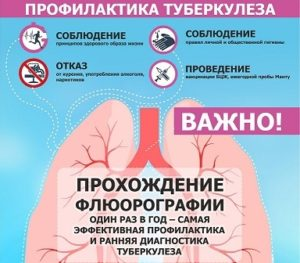 ПРОФИЛАКТИКА ТУБЕРКУЛЕЗА
СОБЛЮДЕНИЕ
принципов здорового образа жизни
СОБЛЮДЕНИЕ
правил личной и общественной гигиены
ОТКАЗ
от курения, употребления алкоголя,
наркотиков
ПРОВЕДЕНИЕ
вакцинации БЦЖ, ежегодной пробы Манту
ВАЖНО!
ПРОХОЖДЕНИЕ
ФЛЮОРОГРАФИИ
ОДИН РАЗ В ГОД – САМАЯ
ЭФФЕКТИВНАЯ ПРОФИЛАКТИКА
И РАННЯЯ ДИАГНОСТИКА
ТУБЕРКУЛЕЗА